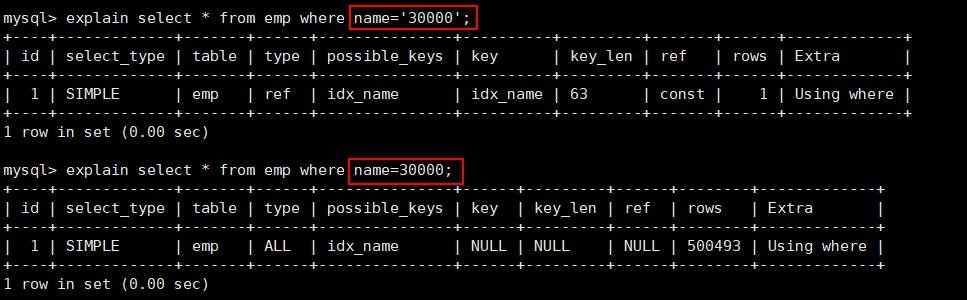 mysql> explain select * from emp where name='30000';
+----+-------------+-------+------+---------------+----------+---------+-------+------+-------------+
| id | select_type | table | type | possible_keys | key      | key_len | ref   | rows | Extra       |
+----+-------------+-------+------+---------------+----------+---------+-------+------+-------------+
|  1 | SIMPLE      | emp   | ref  | idx_name      | idx_name | 63      | const |    1 | Using where |
+----+-------------+-------+------+---------------+----------+---------+-------+------+-------------+
1 row in set (0.00 sec)
mysql> explain select * from emp where name=30000;
+----+-------------+-------+------+---------------+------+---------+------+--------+-------------+
| id | select_type | table | type | possible_keys | key  | key_len | ref  | rows   | Extra       |
+----+-------------+-------+------+---------------+------+---------+------+--------+-------------+
|  1 | SIMPLE      | emp   | ALL  | idx_name      | NULL | NULL    | NULL | 500493 | Using where |
+----+-------------+-------+------+---------------+------+---------+------+--------+-------------+
1 row in set (0.00 sec)